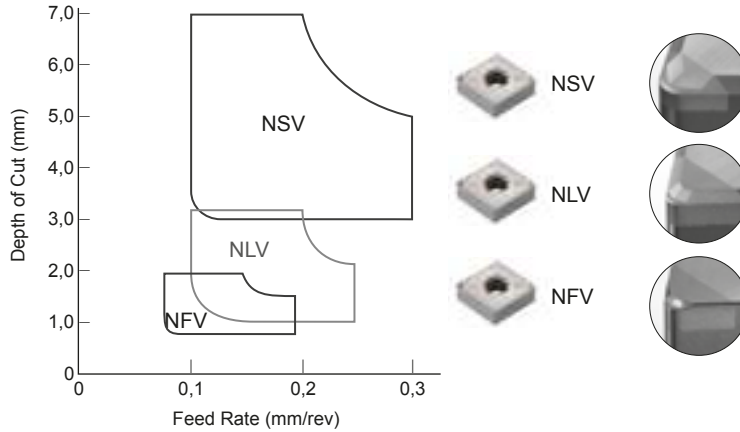 7,0
6,0
5,0
4,0
3,0
2,0
1,0
0
Depth of Cut (mm)
NSV
NLV
NFV
0
0,1
0,2
0,3
Feed Rate (mm/rev)
NSV
NLV
NFV